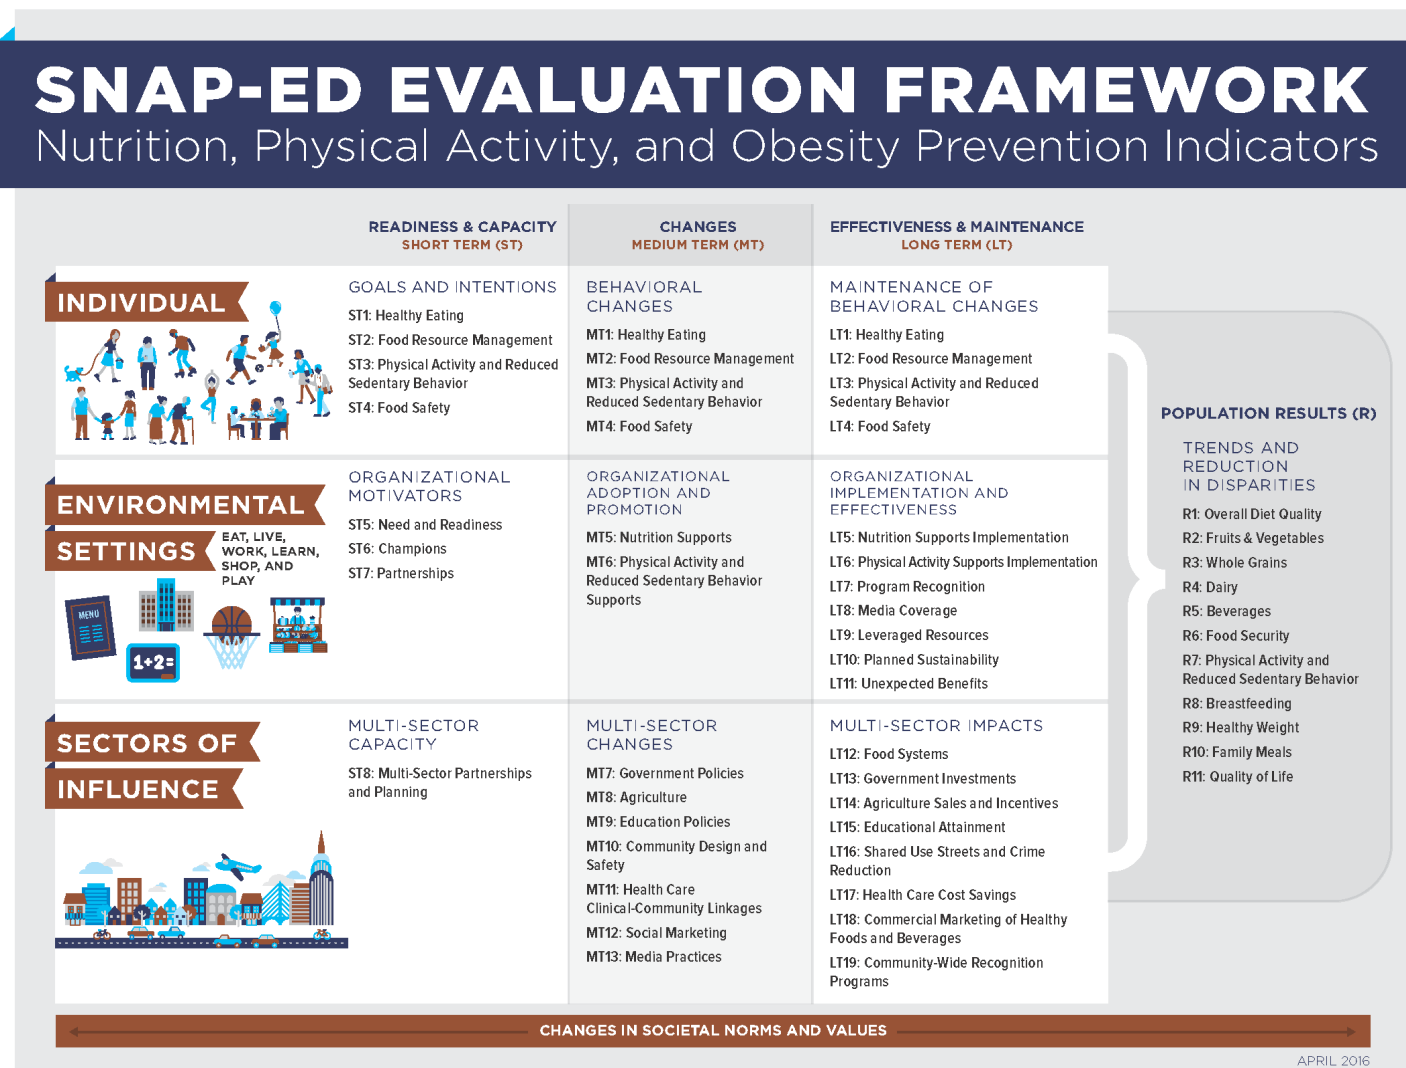 SNAP-ED EVALUATION FRAMEWORK
Nutrition, Physical Activity, and Obesity Prevention Indicators
READINESS & CAPACITY
SHORT TERM (ST)
CHANGES
MEDIUM TERM (MT)
EFFECTIVENESS & MAINTENANCE
LONG TERM (LT)
INDIVIDUAL
GOALS AND INTENTIONS
ST1: Healthy Eating
ST2: Food Resource Management
ST3: Physical Activity and Reduced
Sedentary Behavior
ST4: Food Safety
BEHAVIORAL
CHANGES
MT1: Healthy Eating
MT2: Food Resource Management
MT3: Physical Activity and
Reduced Sedentary Behavior
MT4: Food Safety
MAINTENANCE OF
BEHAVIORAL CHANGES
LT1: Healthy Eating
LT2: Food Resource Management
LT3: Physical Activity and Reduced
Sedentary Behavior
LT4: Food Safety
ENVIRONMENTAL
SETTINGS
EAT, LIVE,
WORK, LEARN,
SHOP, AND
PLAY
MENU
1+2=
ORGANIZATIONAL
MOTIVATORS
ST5: Need and Readiness
ST6: Champions
ST7: Partnerships
ORGANIZATIONAL
ADOPTION AND
PROMOTION
MT5: Nutrition Supports
MT6: Physical Activity and
Reduced Sedentary Behavior
Supports
ORGANIZATIONAL
IMPLEMENTATION AND
EFFECTIVENESS
LT5: Nutrition Supports Implementation
LT6: Physical Activity Supports Implementation
LT7: Program Recognition
LT8: Media Coverage
LT9: Leveraged Resources
LT10: Planned Sustainability
LT11: Unexpected Benefits
SECTORS OF
INFLUENCE
MULTI-SECTOR
CAPACITY
ST8: Multi-Sector Partnerships
and Planning
MULTI-SECTOR
CHANGES
MT7: Government Policies
MT8: Agriculture
MT9: Education Policies
MT10: Community Design and
Safety
MT11: Health Care
Clinical-Community Linkages
MT12: Social Marketing
MT13: Media Practices
MULTI-SECTOR IMPACTS
LT12: Food Systems
LT13: Government Investments
LT14: Agriculture Sales and Incentives
LT15: Educational Attainment
LT16: Shared Use Streets and Crime
Reduction
LT17: Health Care Cost Savings
LT18: Commercial Marketing of Healthy
Foods and Beverages
LT19: Community-Wide Recognition
Programs
POPULATION RESULTS (R)
TRENDS AND
REDUCTION
IN DISPARITIES
R1: Overall Diet Quality
R2: Fruits & Vegetables
R3: Whole Grains
R4: Dairy
R5: Beverages
R6: Food Security
R7: Physical Activity and
Reduced Sedentary Behavior
R8: Breastfeeding
R9: Healthy Weight
R10: Family Meals
R11: Quality of Life
CHANGES IN SOCIETAL NORMS AND VALUES
APRIL 2016